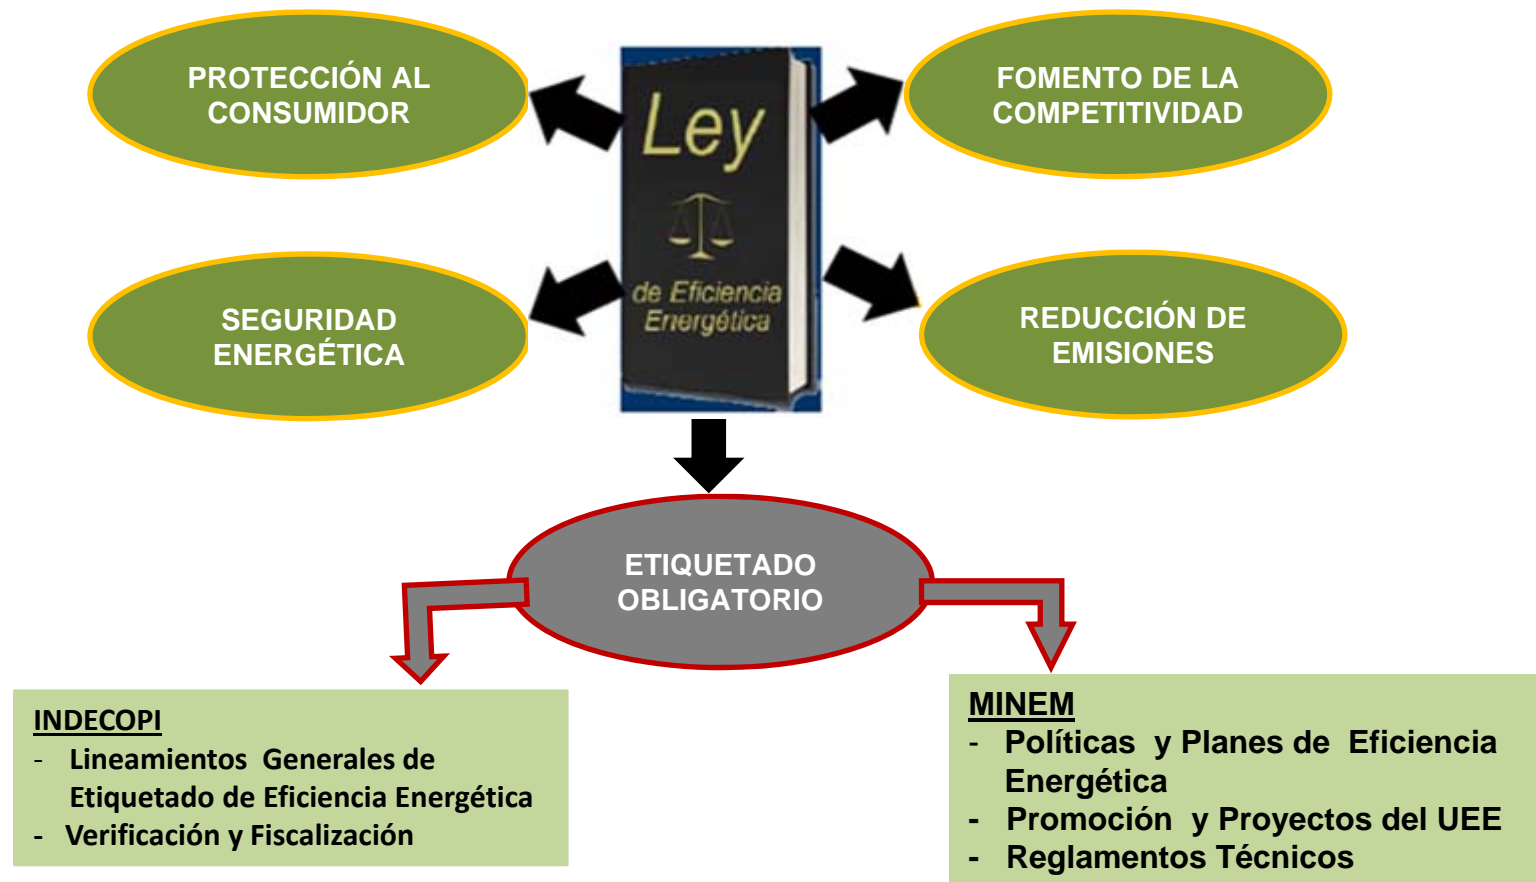 PROTECCIÓN AL
CONSUMIDOR
FOMENTO DE LA
COMPETITIVIDAD
Ley
de Eficiencia
Energética
SEGURIDAD
ENERGÉTICA
REDUCCIÓN DE
EMISIONES
ETIQUETADO
OBLIGATORIO
INDECOPI
- Lineamientos Generales de
Etiquetado de Eficiencia Energética
- Verificación y Fiscalización
MINEM
- Políticas y Planes de Eficiencia
Energética
- Promoción y Proyectos del UEE
- Reglamentos Técnicos